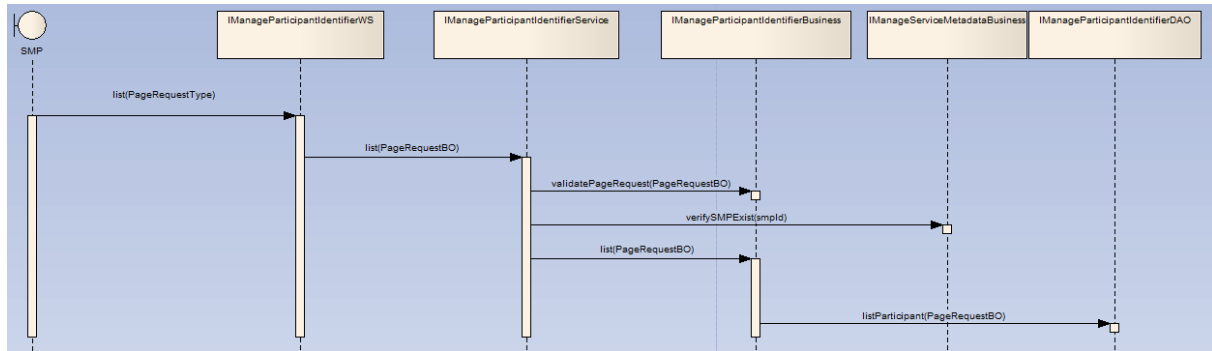 SMP
IManageParticipantIdentifierWS
IManageParticipantIdentifierService
IManageParticipantIdentifierBusiness
IManageServiceMetadataBusiness
IManageParticipantIdentifierDAO
list(PageRequestType)
list(PageRequestBO)
validatePageRequest(PageRequestBO)
verifySMPExist(smpId)
list(PageRequestBO)
listParticipant(PageRequestBO)